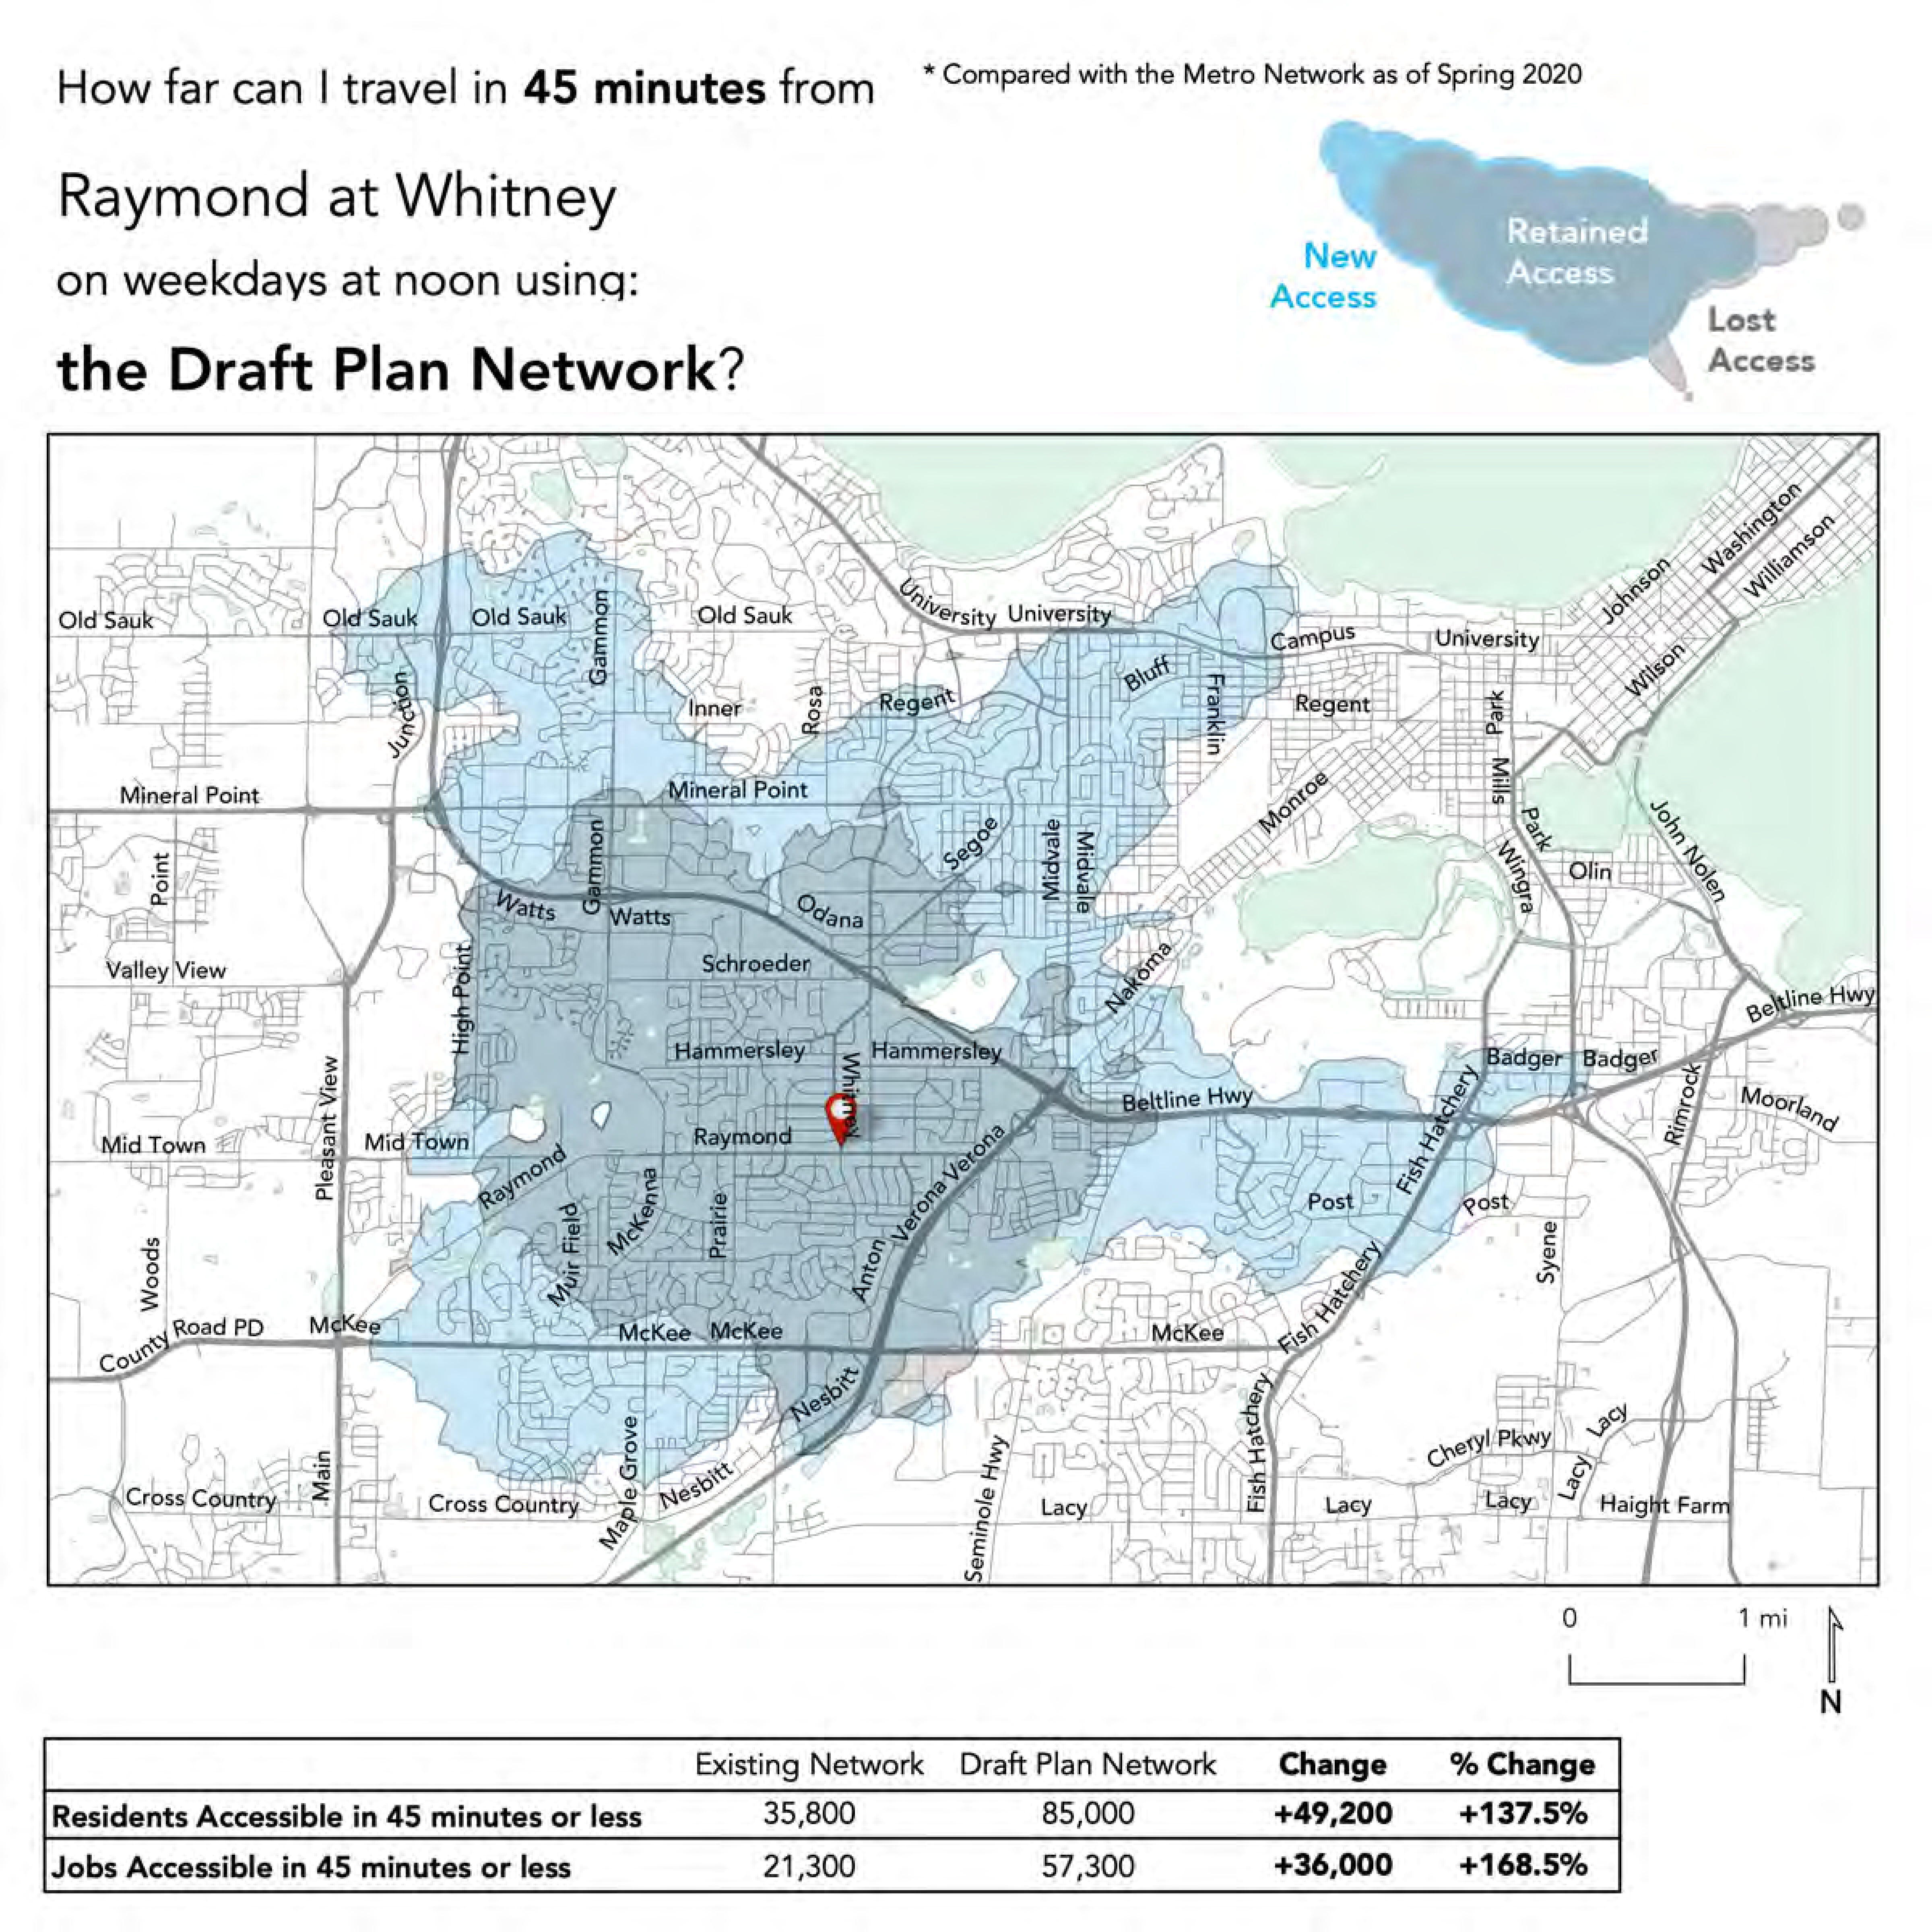 How far can I travel in 45 minutes from
* Compared with the Metro Network as of Spring 2020
Raymond at Whitney
on weekdays at noon using:
the Draft Plan Network?
New
Access
Retained
Access
Lost
Access
Washington
Williamson
Johnson
Wilson
Old Sauk
Old Sauk
Old Sauk
Gammon
Old Sauk
University
University
Campus
University
Junction
Inner
Rosa
Regent
Bluff
Franklin
Regent
Park
Mills
Mineral Point
Mineral Point
Monroe
Park
John Nolen
Point
Gammon
Segoe
Midvale
Midvale
Wingra
Olin
Watts
Watts
Odana
Valley View
High Point
Schroeder
Nakoma
Beltline Hwy
Hammersley
Whitney
Hammersley
Badger
Badger
Pleasant View
Beltline Hwy
Fish Hatchery
Rimrock
Moorland
Mid Town
Mid Town
Raymond
Raymond
Verona
Verona
McKenna
Prairie
Muir Field
Anton
Post
Post
Syene
Woods
County Road PD
McKee
McKee
McKee
McKee
Fish Hatchery
Nesbitt
Fish Hatchery
Maple Grove
Nesbitt
Main
Cross Country
Cross Country
Seminole Hwy
Lacy
Lacy
Cheryl Pkwy
Lacy
Lacy
Lacy
Haight Farm
0 1 mi
N
Existing Network Draft Plan Network Change % Change
Residents Accessible in 45 minutes or less 35,800 85,000 +49,200 +137.5%
Jobs Accessible in 45 minutes or less 21,300 57,300 +36,000 +168.5%